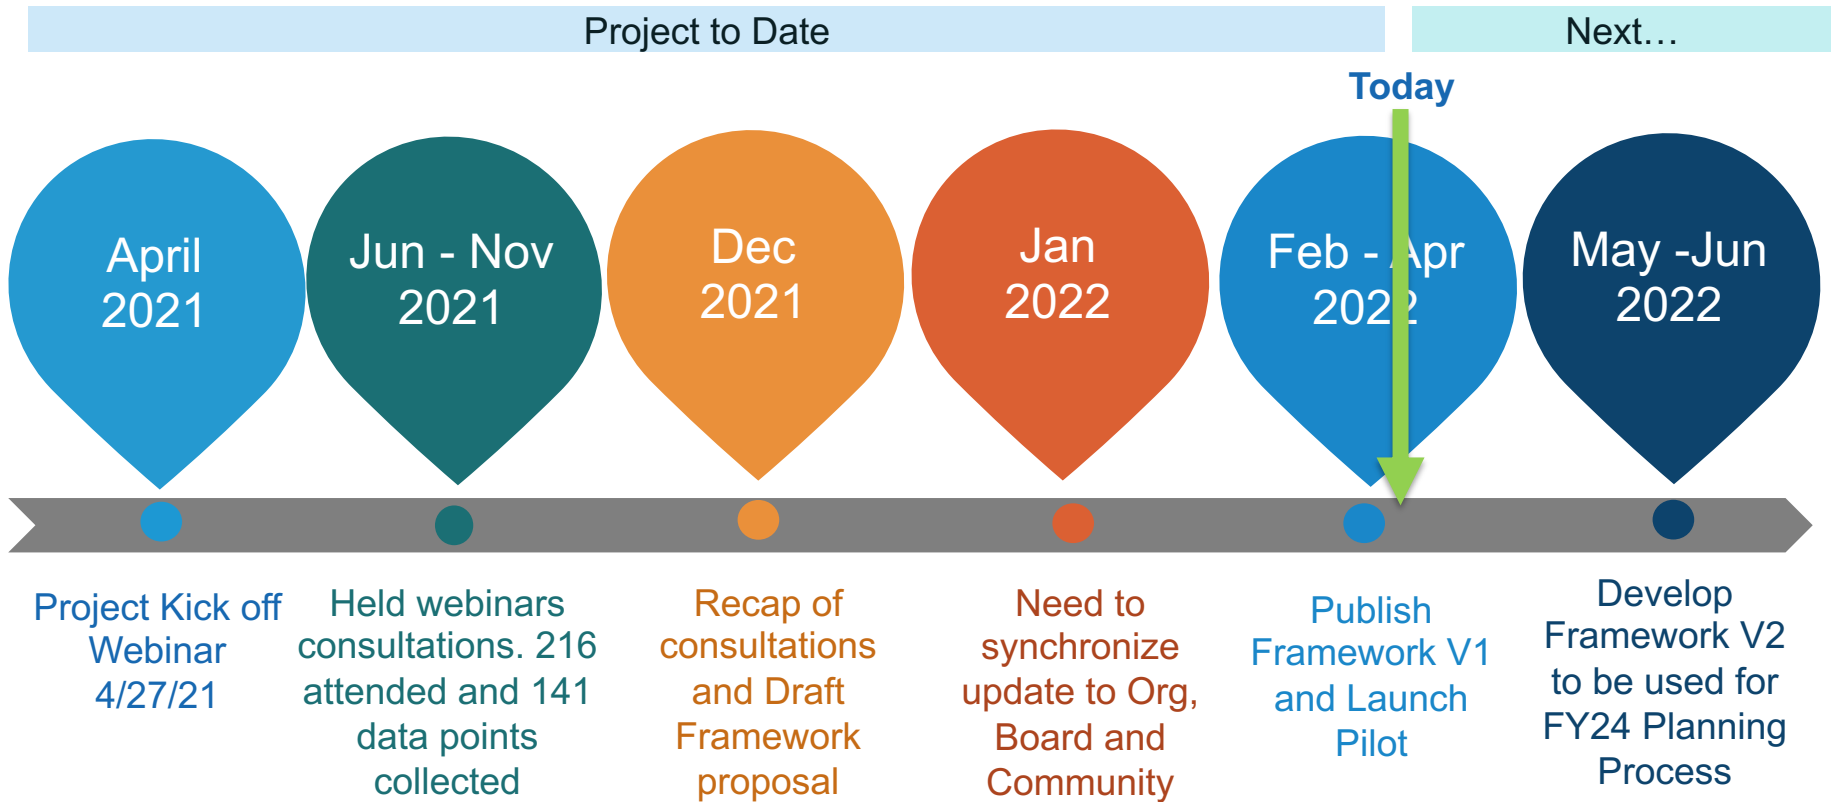 Project to Date
Next…
Today
April
2021
Jun - Nov
2021
Dec
2021
Jan
2022
Feb - Apr
2022
May -Jun
2022
Project Kick off
Webinar
4/27/21
Held webinars
consultations. 216
attended and 141
data points
collected
Recap of
consultations
and Draft
Framework
proposal
Need to
synchronize
update to Org,
Board and
Community
Publish
Framework V1
and Launch
Pilot
Develop
Framework V2
to be used for
FY24 Planning
Process